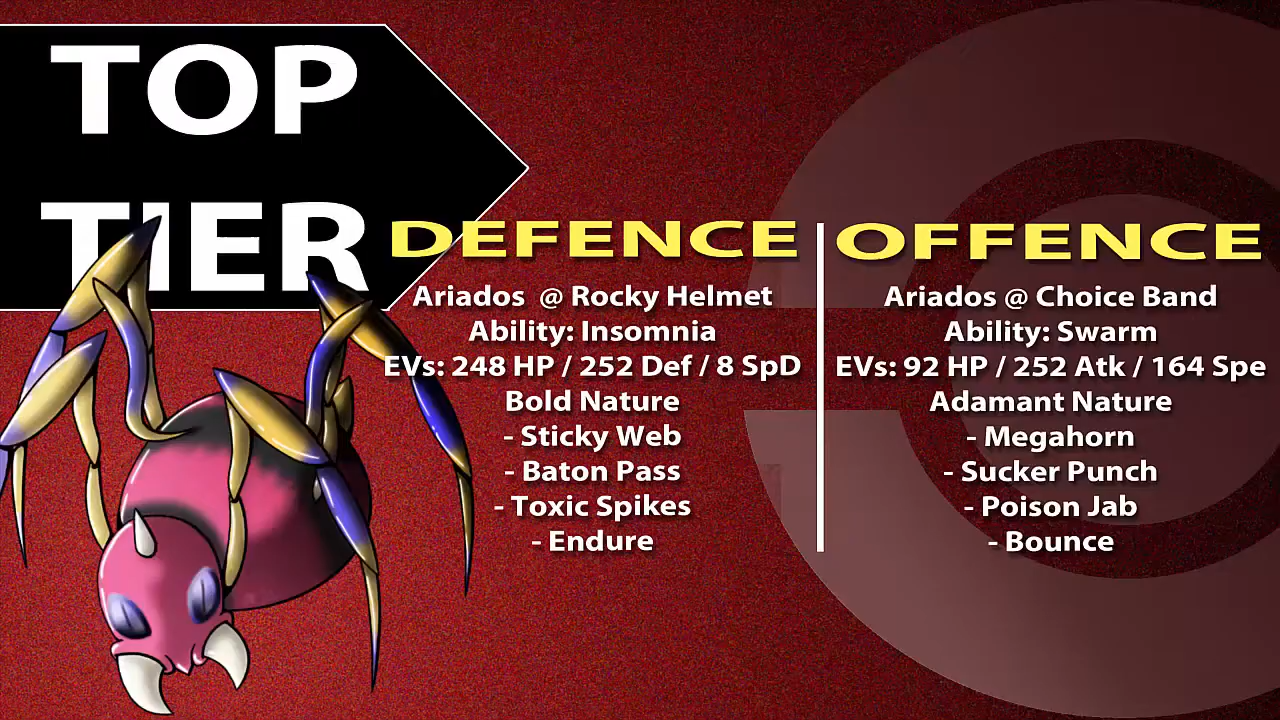 TOP
TIER
DEFENCE
Ariados @ Rocky Helmet
Ability: Insomnia
EVs: 248 HP / 252 Def / 8 SpD
Bold Nature
- Sticky Web
- Baton Pass
- Toxic Spikes
- Endure
OFFENCE
Ariados @ Choice Band
Ability: Swarm
EVs: 92 HP / 252 Atk / 164 Spe
Adamant Nature
- Megahorn
- Sucker Punch
- Poison Jab
- Bounce